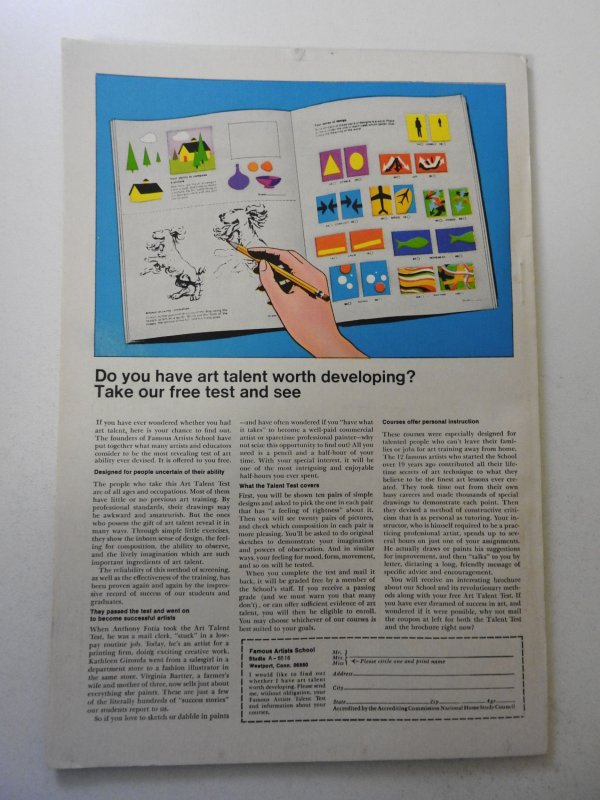 Your sense of design
Your ability to compose
a picture
Do you have art talent worth developing?
Take our free test and see
If you have ever wondered whether you had
art talent, here is your chance to find out.
The founders of Famous Artists School have
put together what many artists and educators
consider to be the most revealing test of art
ability ever devised. It is offered to you free.
Designed for people uncertain of their ability
The people who take this Art Talent Test
are of all ages and occupations. Most of them
have little or no previous art training. By
professional standards, their drawings may
be awkward and amateurish. But the ones
who possess the gift of art talent reveal it in
many ways. Through simple little exercises,
they show the inborn sense of design, the feel-
ing for composition, the ability to observe,
and the lively imagination which are such
important ingredients of art talent.
The reliability of this method of screening,
as well as the effectiveness of the training, has
been proven again and again by the impres-
sive record of success of our students and
graduates.
They passed the test and went on
to become successful artists
When Anthony Fotia took the Art Talent
Test, he was a mail clerk, "stuck" in a low-
pay routine job. Today, he's an artist for a
printing firm, doing exciting creative work.
Kathleen Gironda went from a salesgirl in a
department store to a fashion illustrator in
the same store. Virginia Bartter, a farmer's
wife and mother of three, now sells just about
everything she paints. These are just a few
of the literally hundreds of "success stories"
our students report to us.
So if you love to sketch or dabble in paints
—and have often wondered if you "have what
it takes" to become a well-paid commercial
artist or sparetime professional painter—why
not seize this opportunity to find out? All you
need is a pencil and a half-hour of your
time. With your special interest, it will be
one of the most intriguing and enjoyable
half-hours you ever spent.
What the Talent Test covers
First, you will be shown ten pairs of simple
designs and asked to pick the one in each pair
that has "a feeling of rightness" about it.
Then you will see twenty pairs of pictures,
and check which composition in each pair is
more pleasing. You'll be asked to do original
sketches to demonstrate your imagination
and powers of observation. And in similar
ways, your feeling for mood, form, movement,
and so on will be tested.
When you complete the test and mail it
back, it will be graded free by a member of
the School's staff. If you receive a passing
grade (and we must warn you that many
don't), or can offer sufficient evidence of art
talent, you will then be eligible to enroll.
You may choose whichever of our courses is
best suited to your goals.
Courses offer personal instruction
These courses were especially designed for
talented people who can't leave their fami-
lies or jobs for art training away from home.
The 12 famous artists who started the School
over 19 years ago contributed all their life-
time secrets of art technique to what they
believe to be the finest art lessons ever cre-
ated. They took time out from their own
busy careers and made thousands of special
drawings to demonstrate each point. Then
they devised a method of constructive criti-
cism that is as personal as tutoring. Your in-
structor, who is himself required to be a prac-
ticing professional artist, spends up to sev-
eral hours on just one of your assignments.
He actually draws or paints his suggestions
for improvement, and then "talks" to you by
letter, dictating a long, friendly message of
specific advice and encouragement.
You will receive an interesting brochure
about our School and its revolutionary meth-
ods along with your free Art Talent Test. If
you have ever dreamed of success in art, and
wondered if it were possible, why not mail
the coupon at left for both the Talent Test
and the brochure right now?
Famous Artists School
Studio A-6516
Westport, Conn. 06880
I would like to find out
whether I have art talent
worth developing. Please send
me, without obligation, your
Famous Artists Talent Test
and information about your
courses.
Mr.
Mrs.
Miss
Please circle one and print name
Address
City
State Zip Age
Accredited by the Accrediting Commission National Home Study Council